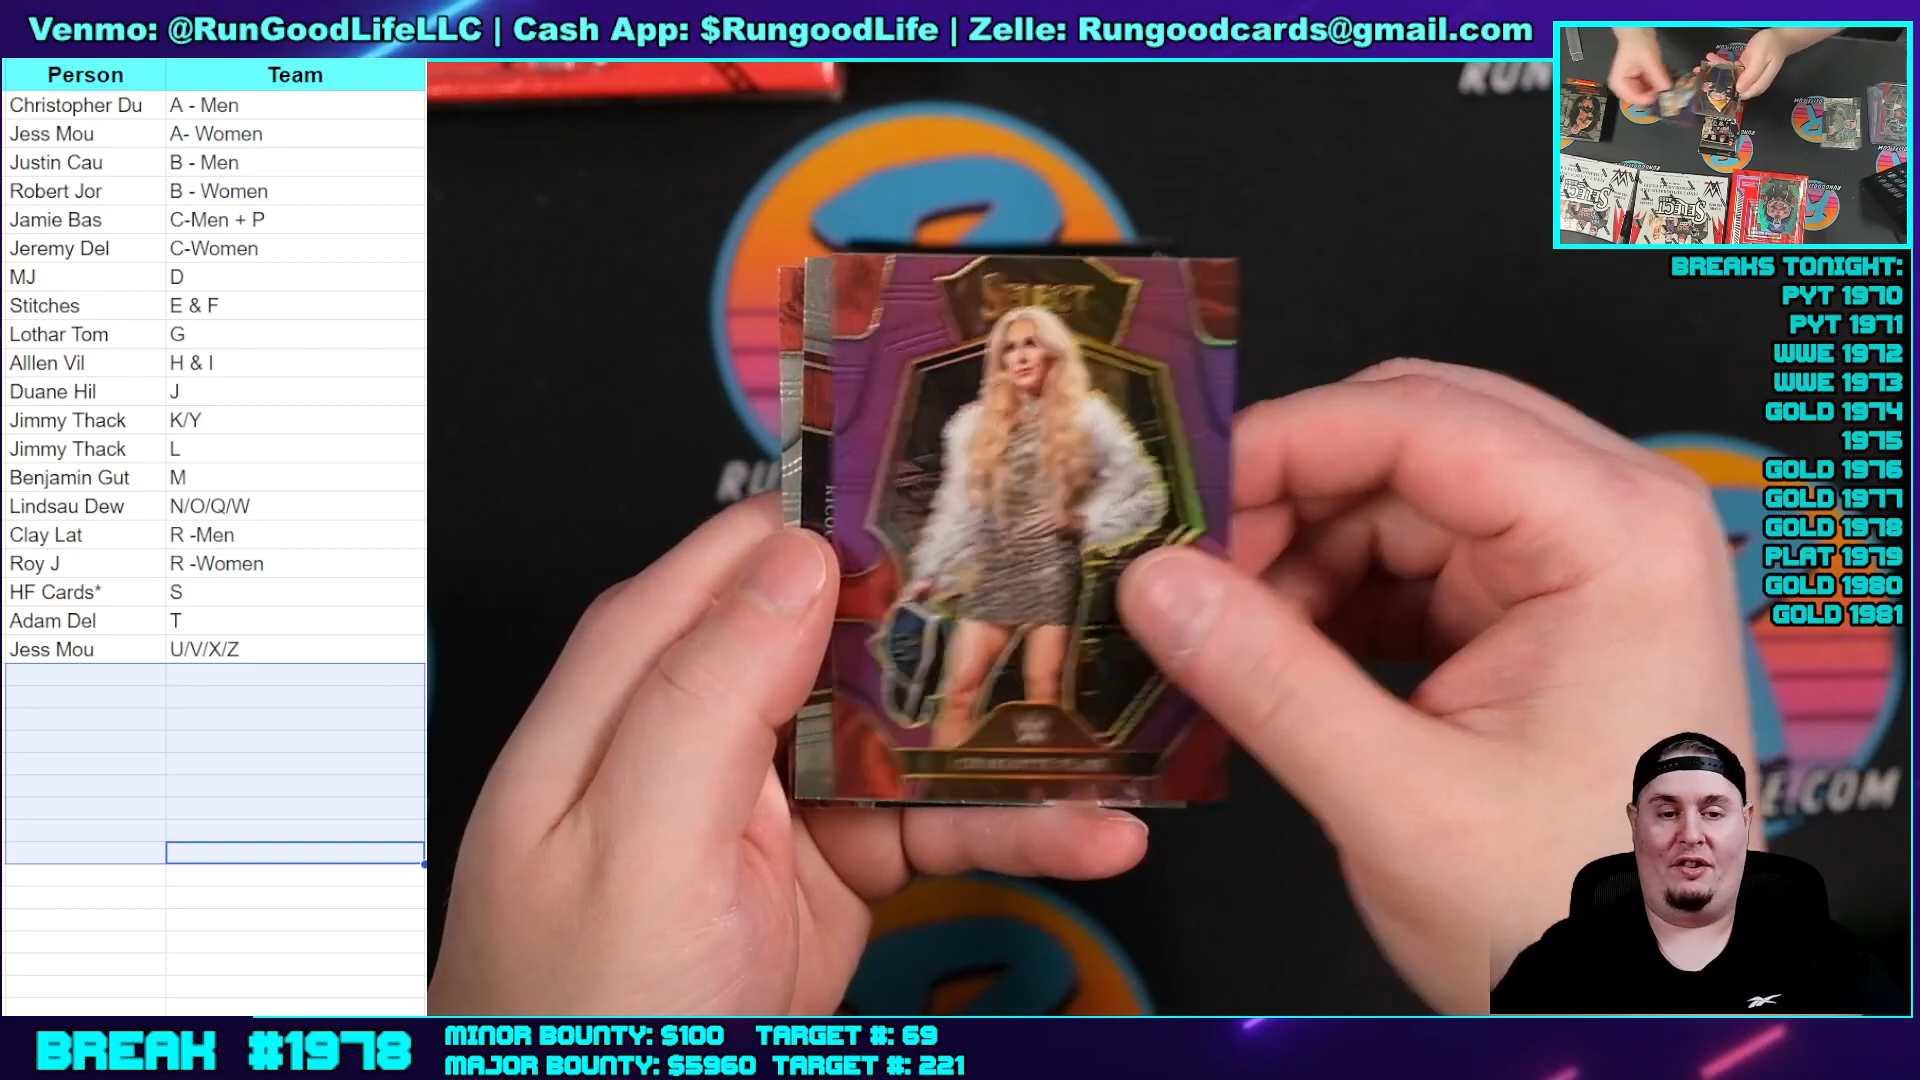 Venmo: @RunGoodLifeLLC | Cash App: $RungoodLife | Zelle: Rungoodcards@gmail.com
Person Team
Christopher Du A - Men
Jess Mou A- Women
Justin Cau B - Men
Robert Jor B - Women
Jamie Bas C-Men + P
Jeremy Del C-Women
MJ D
Stitches E & F
Lothar Tom G
Alllen Vil H & I
Duane Hil J
Jimmy Thack K/Y
Jimmy Thack L
Benjamin Gut M
Lindsau Dew N/O/Q/W
Clay Lat R -Men
Roy J R -Women
HF Cards* S
Adam Del T
Jess Mou U/V/X/Z
SELECT
SELECT
SELECT
BREAKS TONIGHT:
PYT 1970
PYT 1971
WWE 1972
WWE 1973
GOLD 1974
1975
GOLD 1976
GOLD 1977
GOLD 1978
PLAT 1979
GOLD 1980
GOLD 1981
BREAK #1978
MINOR BOUNTY: $100 TARGET #: 69
MAJOR BOUNTY: $5960 TARGET #: 221